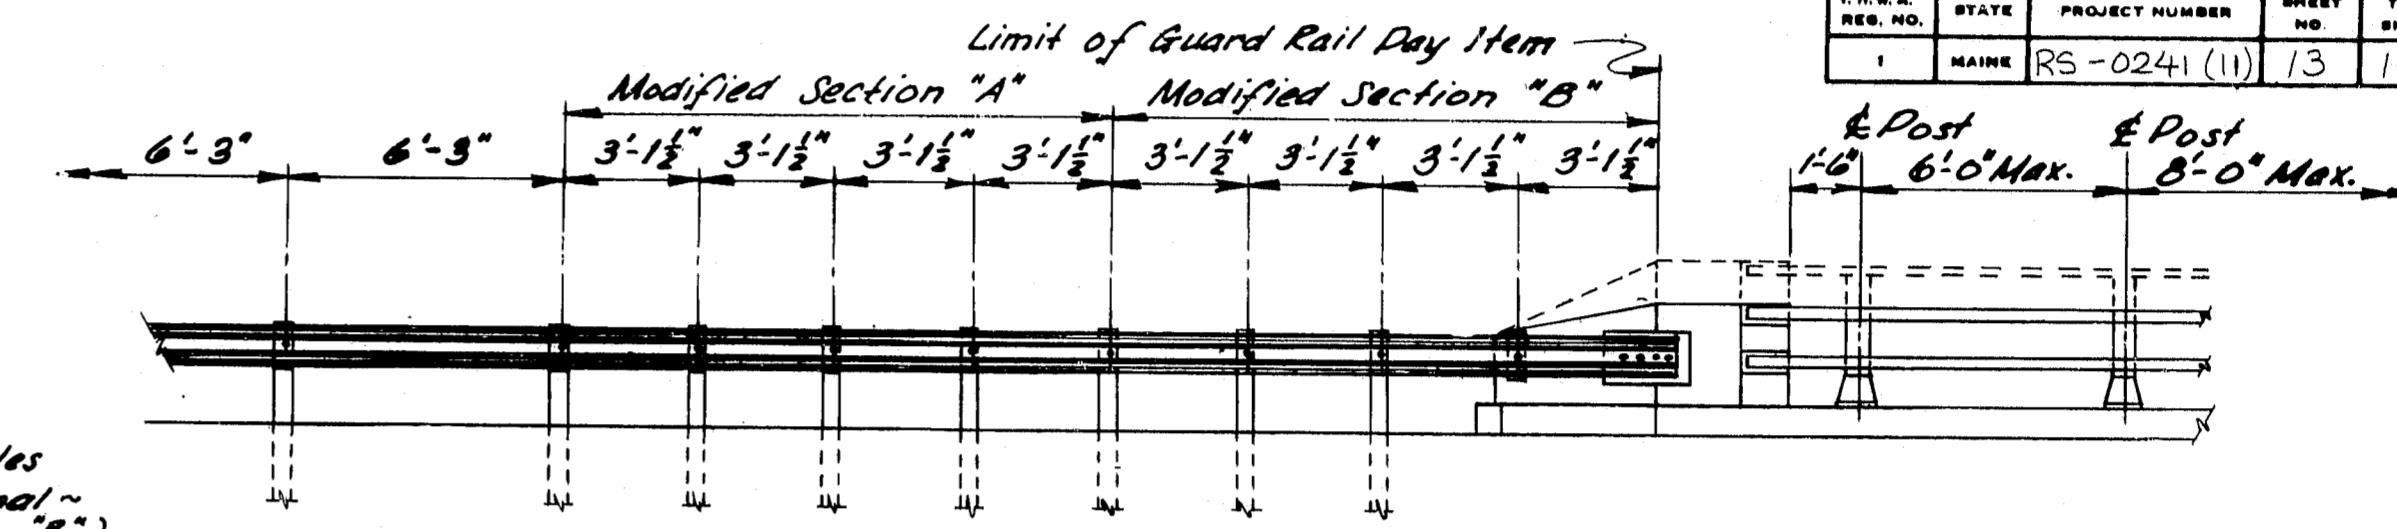 REG. NO. STATE PROJECT NUMBER SHEET NO.
1 MAINE RS-0241 (11) 13
Limit of Guard Rail Pay Item
Modified Section "A" Modified Section "B"
℄ Post ℄ Post
6'-3" 6'-3" 3'-1½" 3'-1½" 3'-1½" 3'-1½" 3'-1½" 3'-1½" 3'-1½" 3'-1½" 1'-6" 6'-0" Max. 8'-0" Max.
"B")